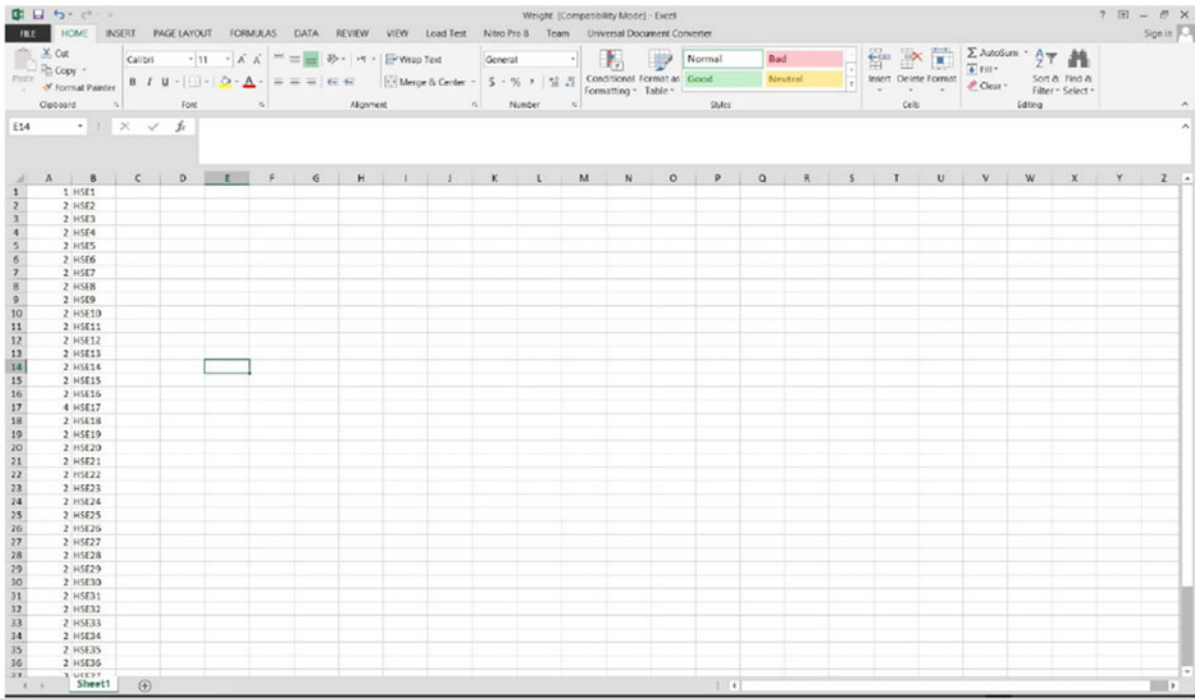 Weight [Compatibility Mode] - Excel
FILE HOME INSERT PAGE LAYOUT FORMULAS DATA REVIEW VIEW Load Test Nitro Pro 8 Team Universal Document Converter Sign in
Cut
Copy
Format Painter
Paste
Clipboard
Calibri 11
B I U
Font
Wrap Text
Merge & Center
Alignment
General
$ % ,
Number
Conditional Formatting
Format as Table
Normal Bad
Good Neutral
Styles
Insert Delete Format
Cells
AutoSum
Fill
Clear
Sort & Filter
Find & Select
Editing
E14 fx
A B C D E F G H I J K L M N O P Q R S T U V W X Y Z
1 1 HSE1
2 2 HSE2
3 2 HSE3
4 2 HSE4
5 2 HSE5
6 2 HSE6
7 2 HSE7
8 2 HSE8
9 2 HSE9
10 2 HSE10
11 2 HSE11
12 2 HSE12
13 2 HSE13
14 2 HSE14
15 2 HSE15
16 2 HSE16
17 4 HSE17
18 2 HSE18
19 2 HSE19
20 2 HSE20
21 2 HSE21
22 2 HSE22
23 2 HSE23
24 2 HSE24
25 2 HSE25
26 2 HSE26
27 2 HSE27
28 2 HSE28
29 2 HSE29
30 2 HSE30
31 2 HSE31
32 2 HSE32
33 2 HSE33
34 2 HSE34
35 2 HSE35
36 2 HSE36
Sheet1